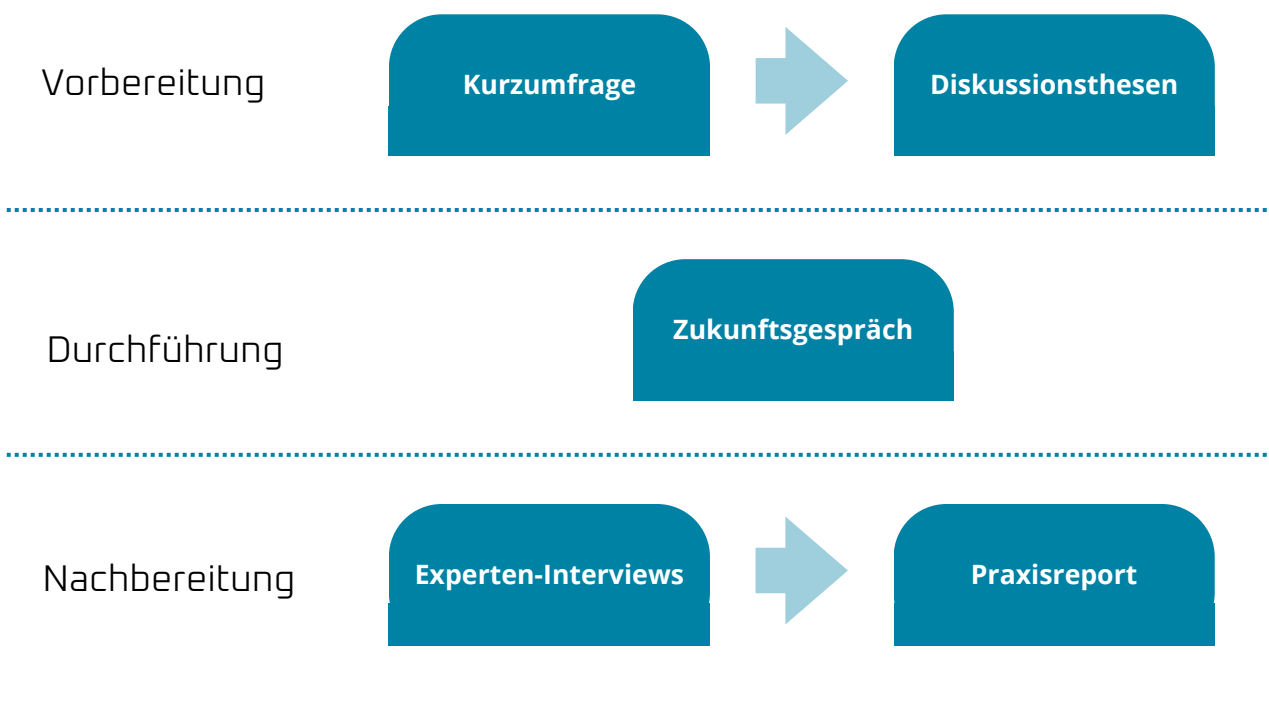 Vorbereitung
Kurzumfrage
Diskussionsthesen
Durchführung
Zukunftsgespräch
Nachbereitung
Experten-Interviews
Praxisreport